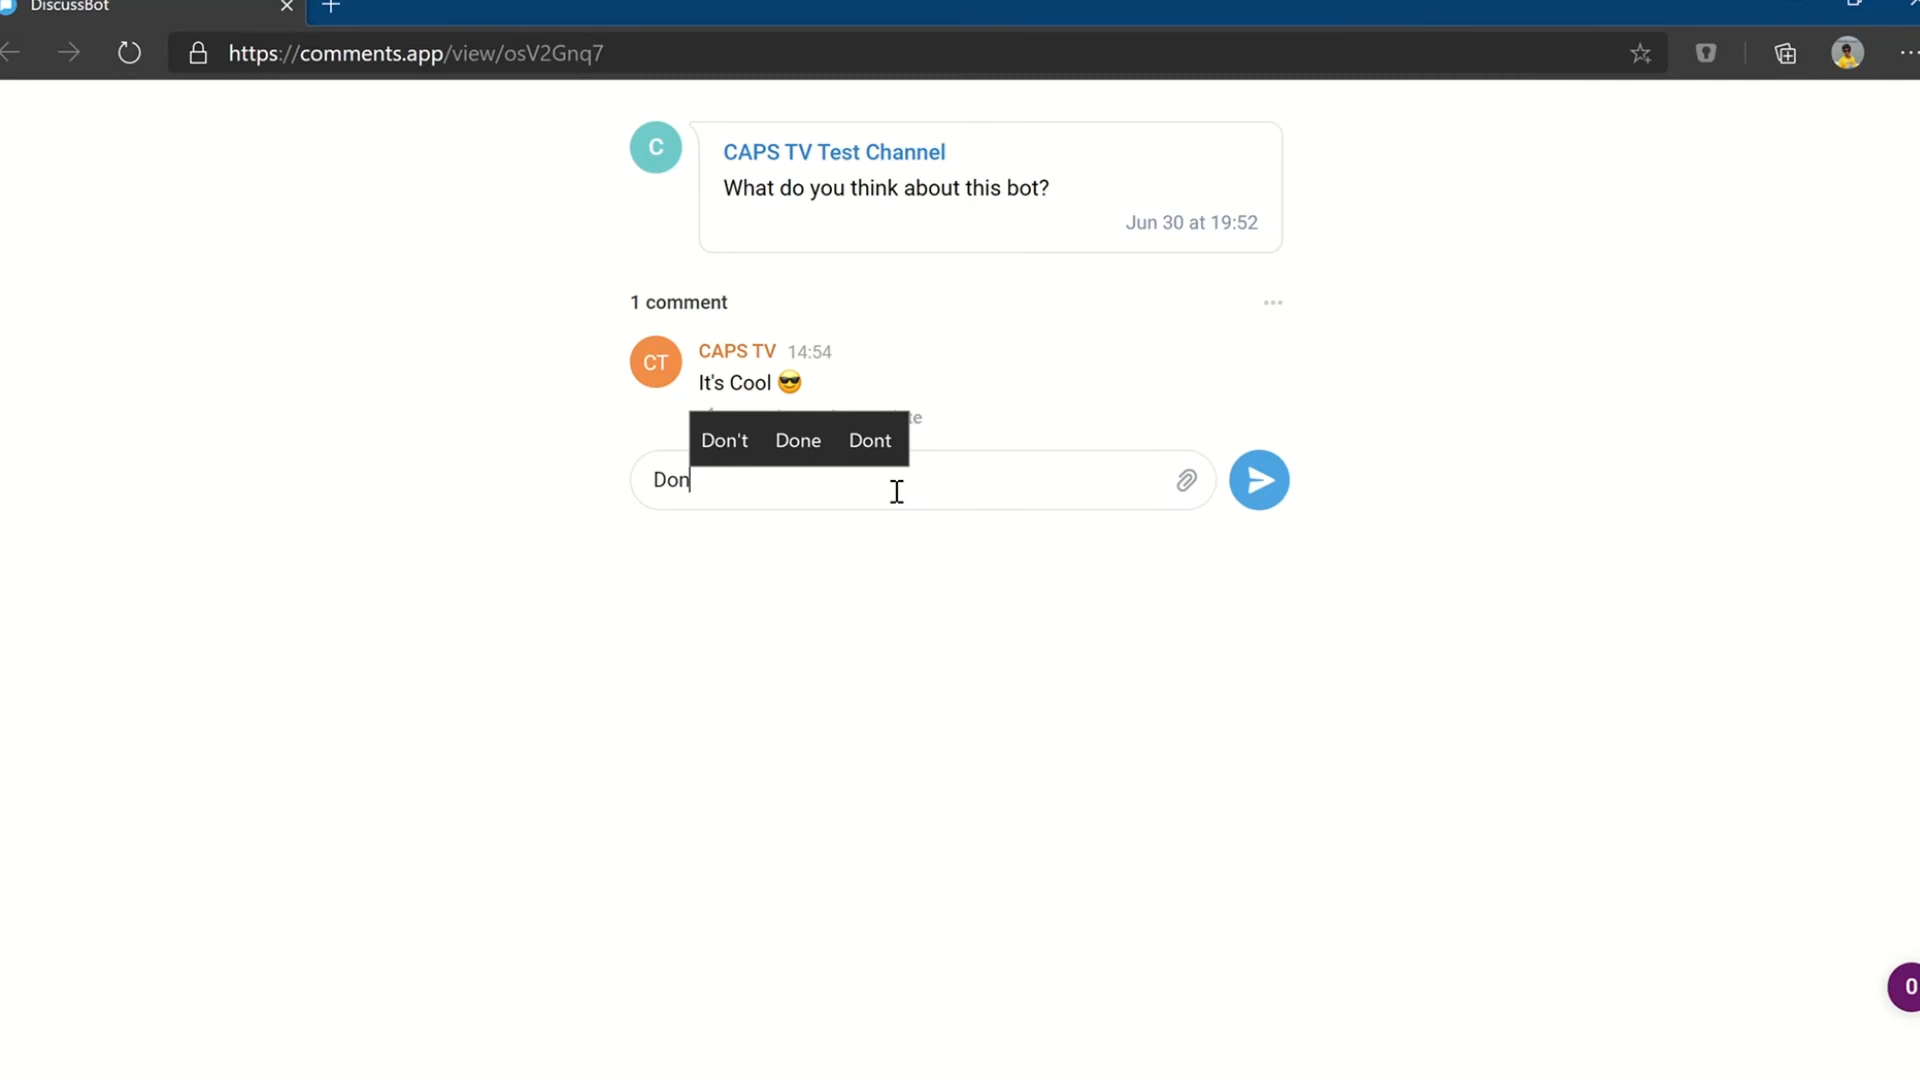 DiscussBot
https://comments.app/view/osV2Gnq7
C
CAPS TV Test Channel
What do you think about this bot?
Jun 30 at 19:52
1 comment
CT
CAPS TV 14:54
It's Cool 😎
Don't Done Dont
Don
0